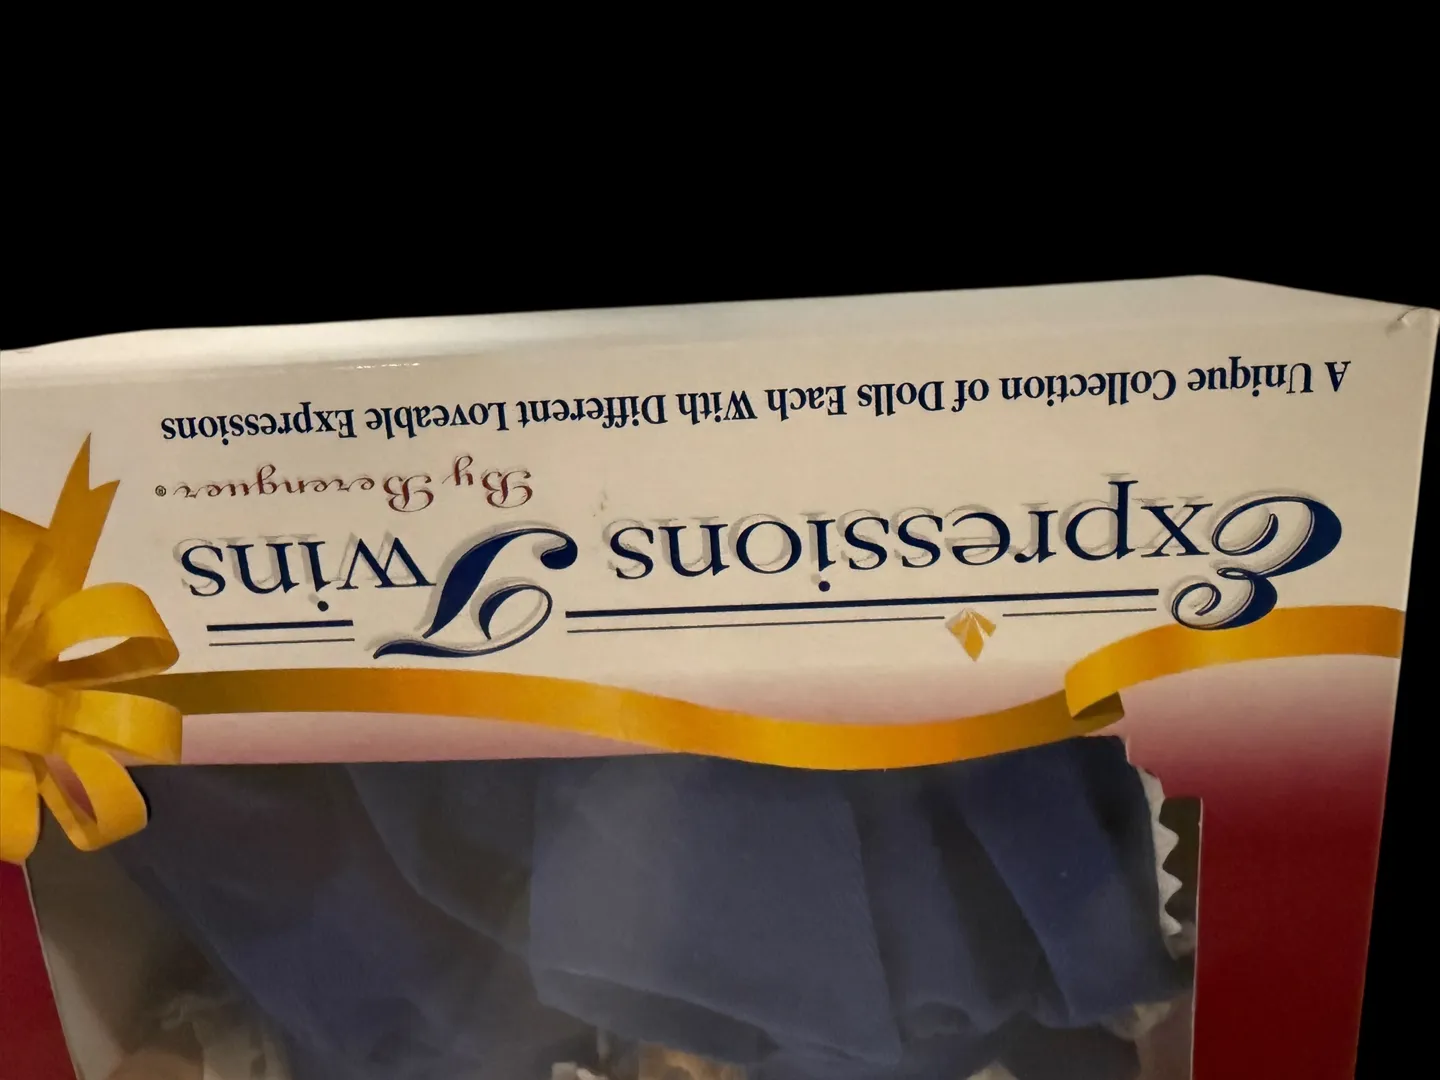 Expressions Twins
By Berenguer®
A Unique Collection of Dolls Each With Different Loveable Expressions